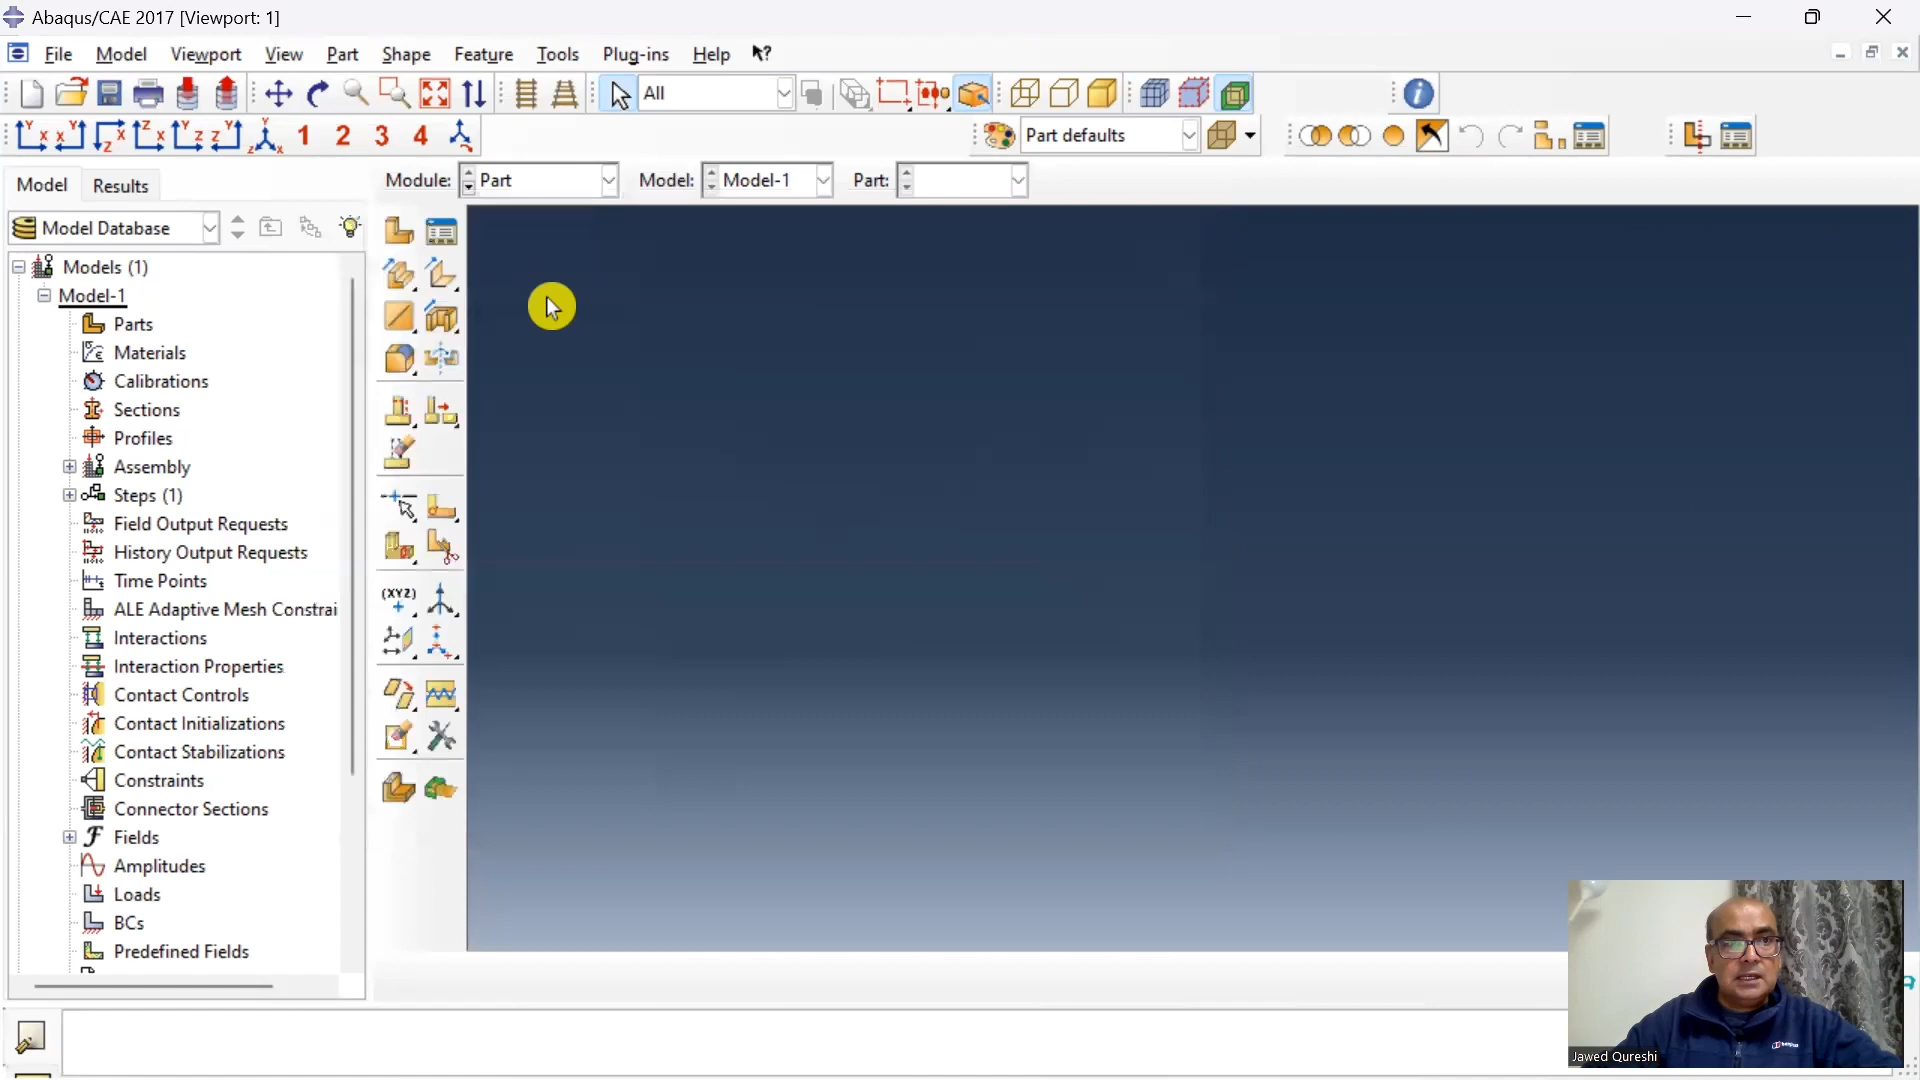 Abaqus/CAE 2017 [Viewport: 1]
File Model Viewport View Part Shape Feature Tools Plug-ins Help
All
1 2 3 4
Part defaults
Model Results
Module: Part Model: Model-1 Part:
Model Database
Models (1)
Model-1
Parts
Materials
Calibrations
Sections
Profiles
Assembly
Steps (1)
Field Output Requests
History Output Requests
Time Points
ALE Adaptive Mesh Constrai
Interactions
Interaction Properties
Contact Controls
Contact Initializations
Contact Stabilizations
Constraints
Connector Sections
Fields
Amplitudes
Loads
BCs
Predefined Fields
(XYZ)
Jawed Qureshi